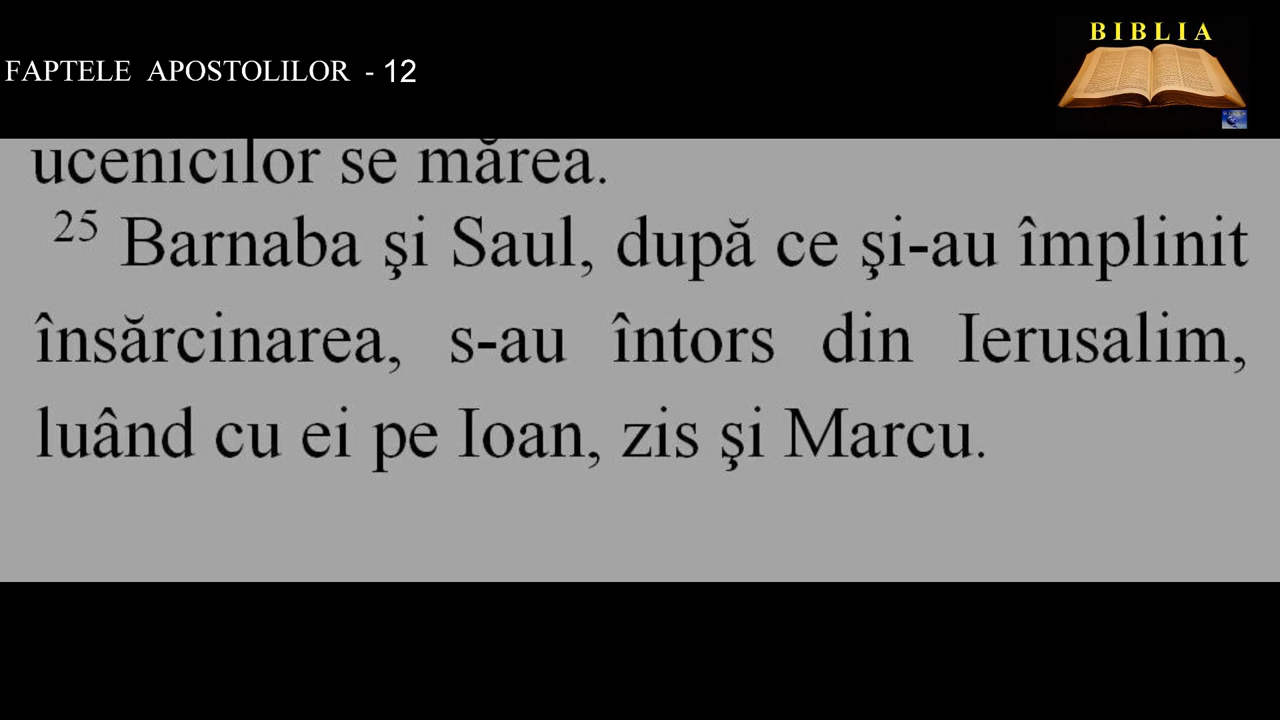 BIBLIA
FAPTELE APOSTOLILOR - 12
ucenicilor se mărea.
25 Barnaba şi Saul, după ce şi-au împlinit
însărcinarea, s-au întors din Ierusalim,
luând cu ei pe Ioan, zis şi Marcu.